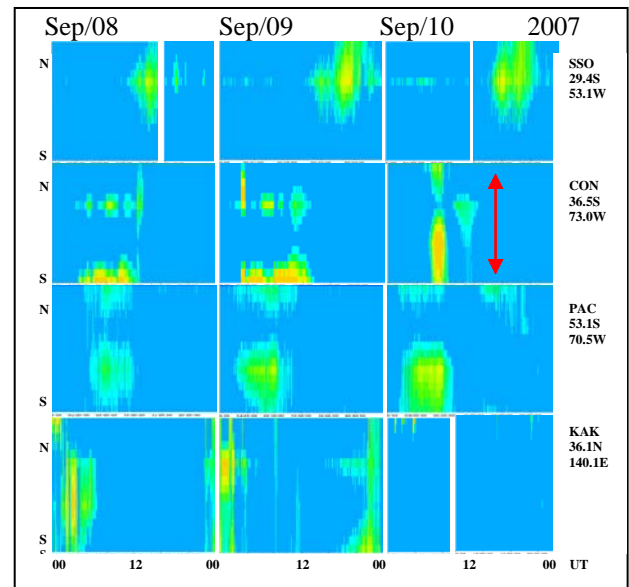 Sep/08 Sep/09 Sep/10 2007
N
S
SSO
29.4S
53.1W
N
S
CON
36.5S
73.0W
N
S
PAC
53.1S
70.5W
N
S
KAK
36.1N
140.1E
00 12 00 12 00 12 00 UT